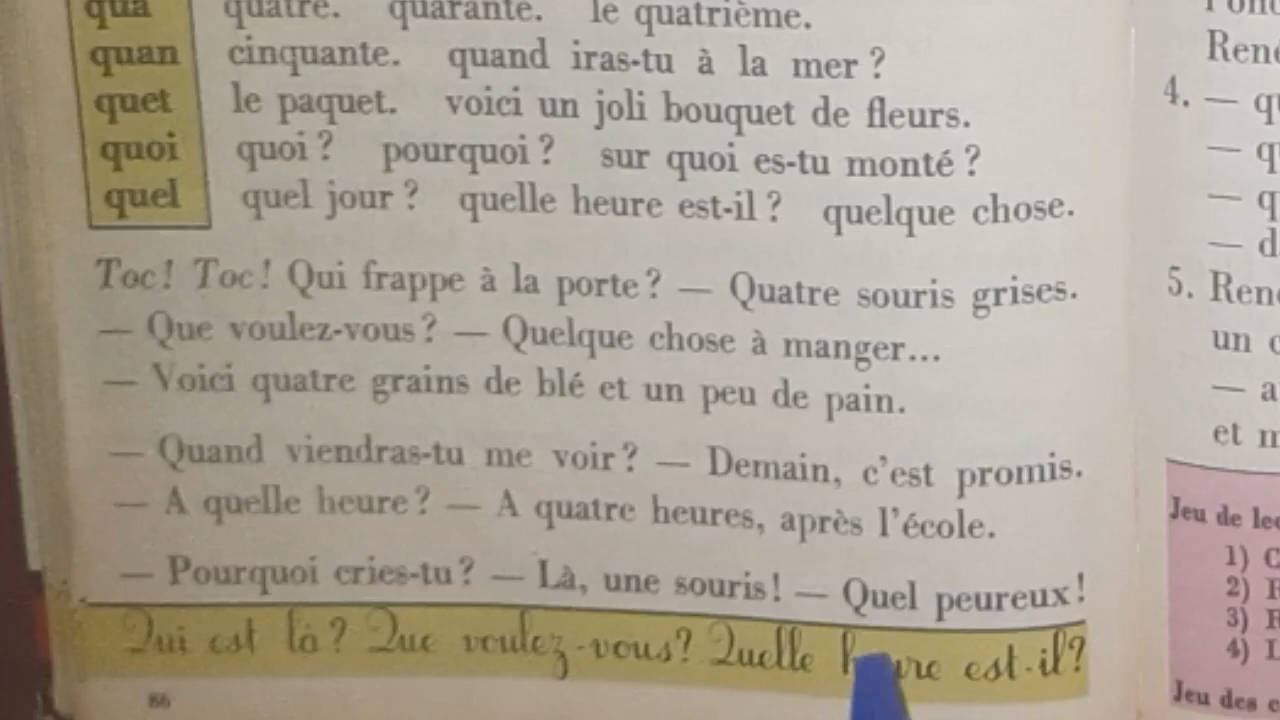 qua quatre. quarante. le quatrième.
quan cinquante. quand iras-tu à la mer ?
quet le paquet. voici un joli bouquet de fleurs.
quoi quoi ? pourquoi ? sur quoi es-tu monté ?
quel quel jour ? quelle heure est-il ? quelque chose.
Toc ! Toc ! Qui frappe à la porte ? — Quatre souris grises.
— Que voulez-vous ? — Quelque chose à manger...
— Voici quatre grains de blé et un peu de pain.
— Quand viendras-tu me voir ? — Demain, c'est promis.
— A quelle heure ? — A quatre heures, après l'école.
— Pourquoi cries-tu ? — Là, une souris ! — Quel peureux !
Qui est là ? Que voulez-vous ? Quelle est-il ?
86
4. —
—
—
—
5.
un
—
et
Jeu de
1)
2)
3)
4)
Jeu des